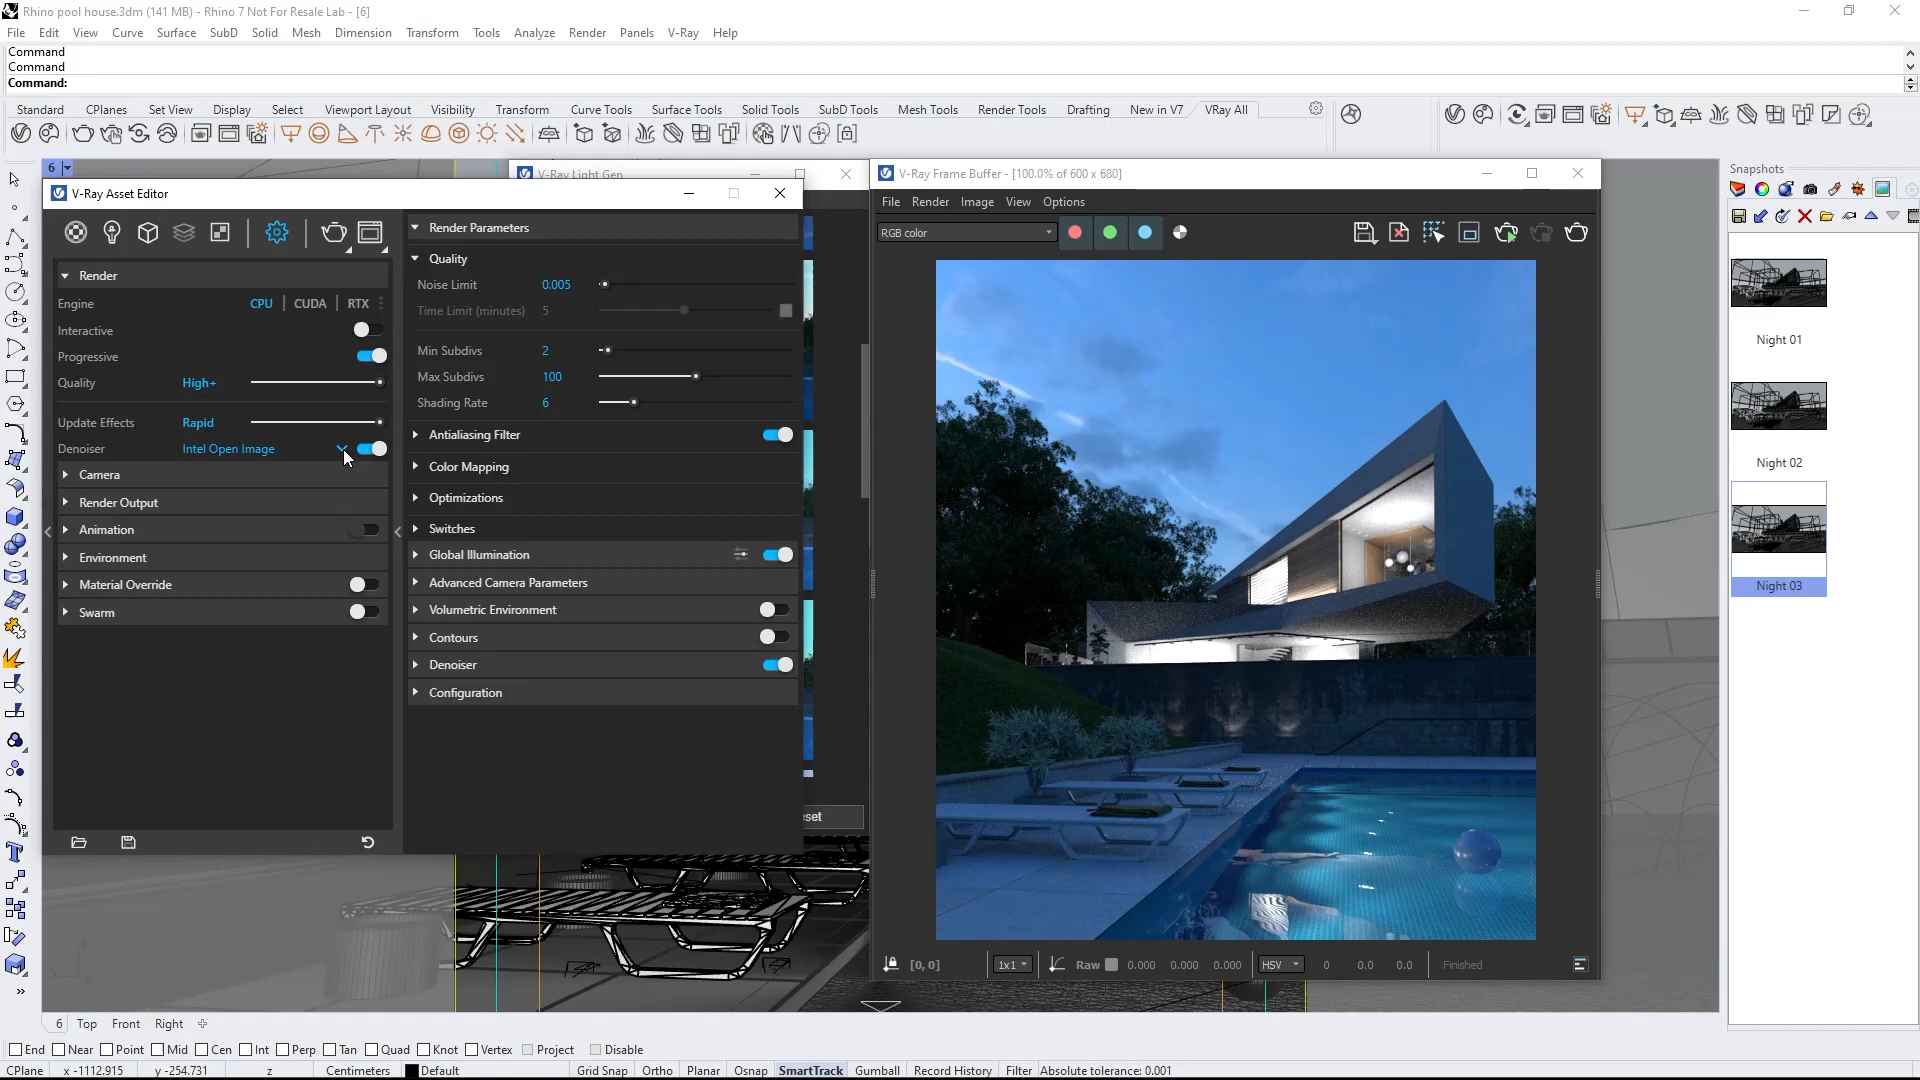 Rhino pool house.3dm (141 MB) - Rhino 7 Not For Resale Lab - [6]
File Edit View Curve Surface SubD Solid Mesh Dimension Transform Tools Analyze Render Panels V-Ray Help
Command
Command
Command:
Standard CPlanes Set View Display Select Viewport Layout Visibility Transform Curve Tools Surface Tools Solid Tools SubD Tools Mesh Tools Render Tools Drafting New in V7 VRay All
6
V-Ray Light Gen
V-Ray Asset Editor
Render
Engine CPU CUDA RTX
Interactive
Progressive
Quality High+
Update Effects Rapid
Denoiser Intel Open Image
Camera
Render Output
Animation
Environment
Material Override
Swarm
Render Parameters
Quality
Noise Limit 0.005
Time Limit (minutes) 5
Min Subdivs 2
Max Subdivs 100
Shading Rate 6
Antialiasing Filter
Color Mapping
Optimizations
Switches
Global Illumination
Advanced Camera Parameters
Volumetric Environment
Contours
Denoiser
Configuration
eset
V-Ray Frame Buffer - [100.0% of 600 x 680]
File Render Image View Options
RGB color
[0, 0] 1x1 Raw 0.000 0.000 0.000 HSV 0 0.0 0.0 Finished
Snapshots
Night 01
Night 02
Night 03
6 Top Front Right
End Near Point Mid Cen Int Perp Tan Quad Knot Vertex Project Disable
CPlane x -1112.915 y -254.731 z Centimeters Default Grid Snap Ortho Planar Osnap SmartTrack Gumball Record History Filter Absolute tolerance: 0.001